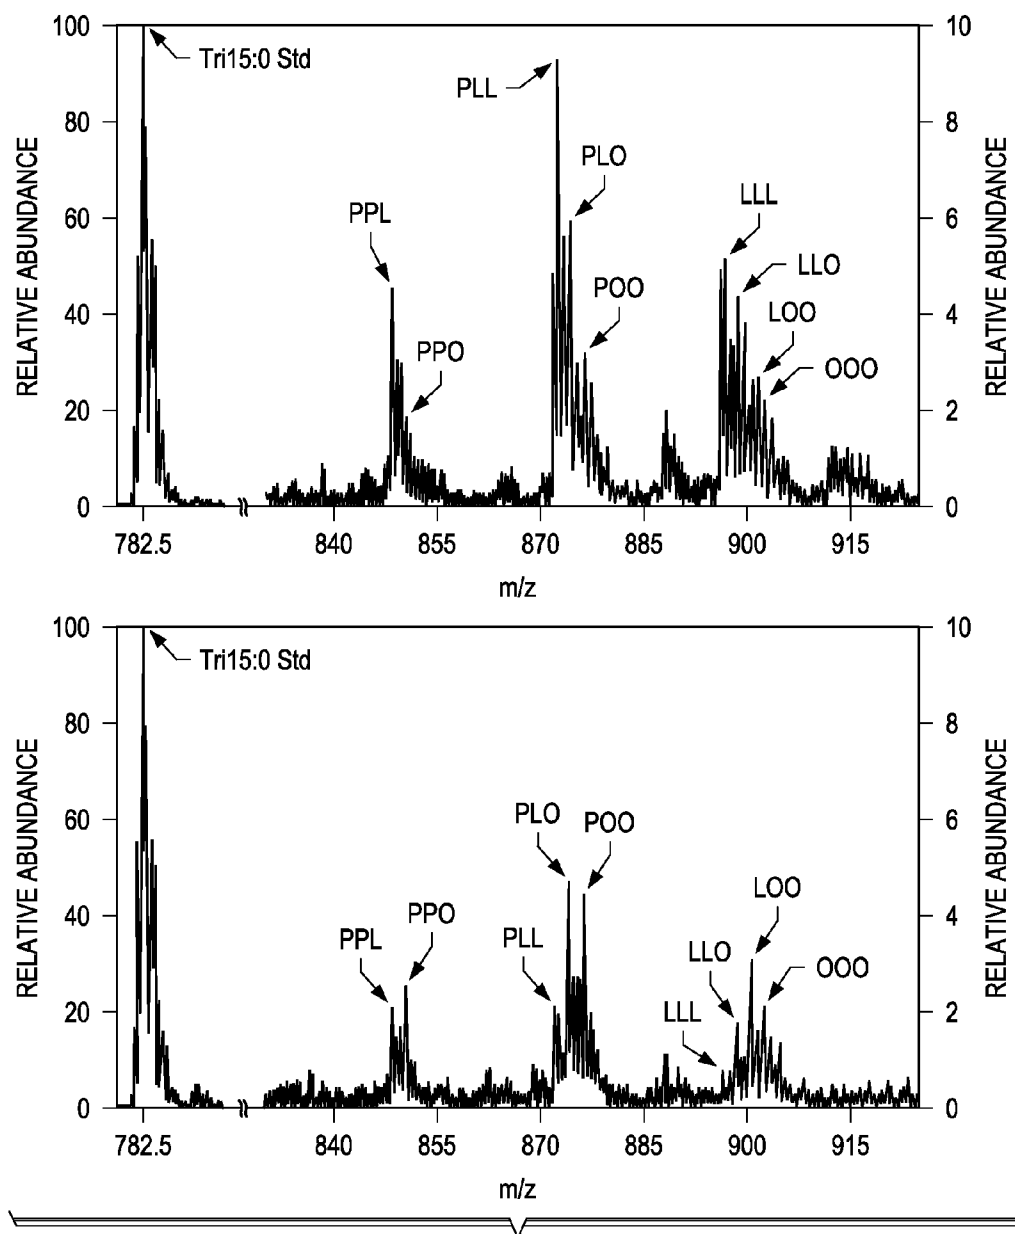 100
80
60
40
20
0
RELATIVE ABUNDANCE
Tri15:0 Std
PPL
PPO
PLL
PLO
POO
LLL
LLO
LOO
OOO
10
8
6
4
2
0
RELATIVE ABUNDANCE
782.5 840 855 870 885 900 915
m/z
100
80
60
40
20
0
RELATIVE ABUNDANCE
Tri15:0 Std
PPL
PPO
PLL
PLO
POO
LLL
LLO
LOO
OOO
10
8
6
4
2
0
RELATIVE ABUNDANCE
782.5 840 855 870 885 900 915
m/z